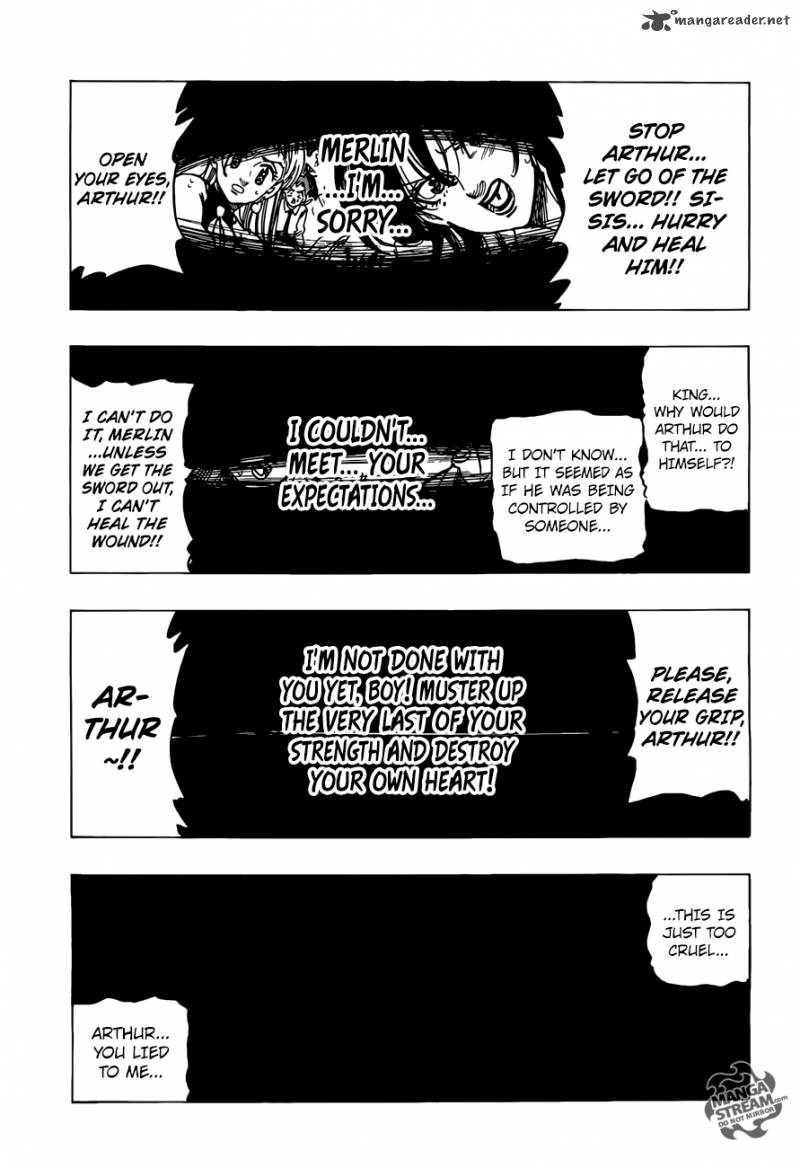 mangareader.net
STOP
ARTHUR...
LET GO OF THE
SWORD!! SI-
SIS... HURRY
AND HEAL
HIM!!
MERLIN
...I'M...
SORRY...
OPEN
YOUR EYES,
ARTHUR!!
KING...
WHY WOULD
ARTHUR DO
THAT... TO
HIMSELF?!
I DON'T KNOW...
BUT IT SEEMED AS
IF HE WAS BEING
CONTROLLED BY
SOMEONE...
I COULDN'T...
MEET... YOUR
EXPECTATIONS...
I CAN'T DO
IT, MERLIN
...UNLESS
WE GET THE
SWORD OUT,
I CAN'T
HEAL THE
WOUND!!
PLEASE,
RELEASE
YOUR GRIP,
ARTHUR!!
I'M NOT DONE WITH
YOU YET, BOY! MUSTER UP
THE VERY LAST OF YOUR
STRENGTH AND DESTROY
YOUR OWN HEART!
AR-
THUR
~!!
...THIS IS
JUST TOO
CRUEL...
ARTHUR...
YOU LIED
TO ME...
MANGA
STREAM.com
DO NOT MIRROR